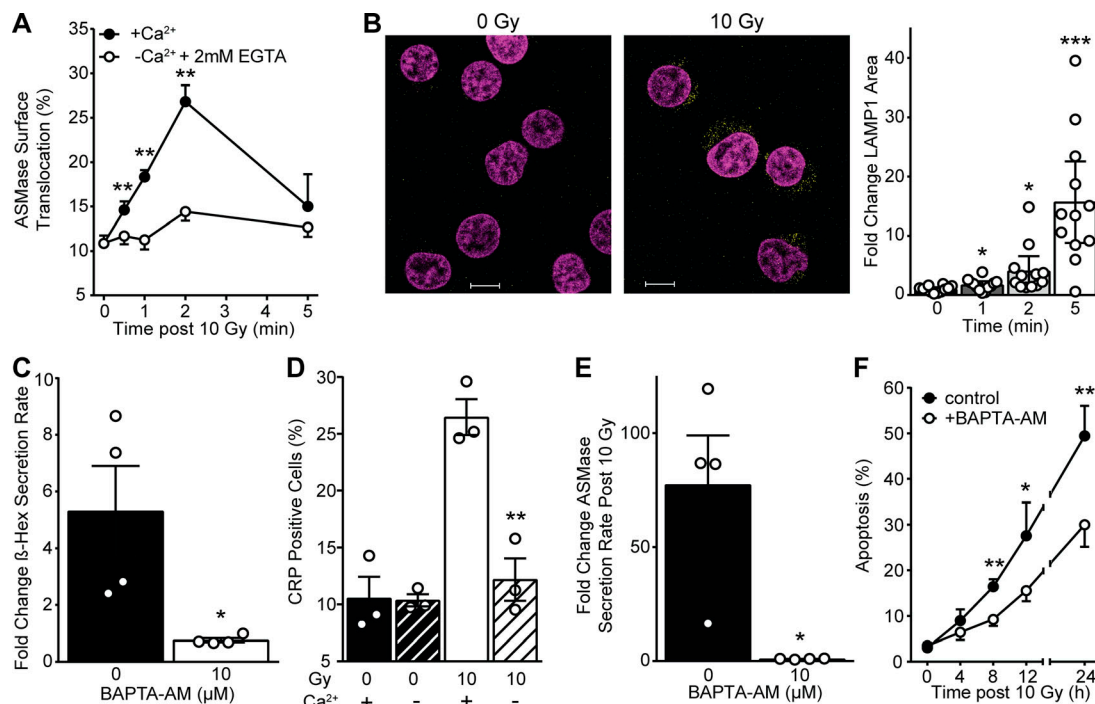 A
+Ca²⁺
-Ca²⁺ + 2mM EGTA
ASMase Surface
Translocation (%)
35
30
25
20
15
10
5
**
**
**
0
1
2
5
Time post 10 Gy (min)
B
0 Gy
10 Gy
Fold Change LAMP1 Area
50
40
30
20
10
0
*
*
***
0
1
2
5
Time (min)
C
Fold Change ß-Hex Secretion Rate
10
8
6
4
2
0
*
0
10
BAPTA-AM (µM)
D
CRP Positive Cells (%)
30
25
20
15
10
5
**
Gy
0
0
10
10
Ca²⁺
+
-
+
-
E
Fold Change ASMase
Secretion Rate Post 10 Gy
100
50
0
*
0
10
BAPTA-AM (µM)
F
control
+BAPTA-AM
Apoptosis (%)
60
50
40
30
20
10
0
**
*
**
0
4
8
12
24
Time post 10 Gy (h)